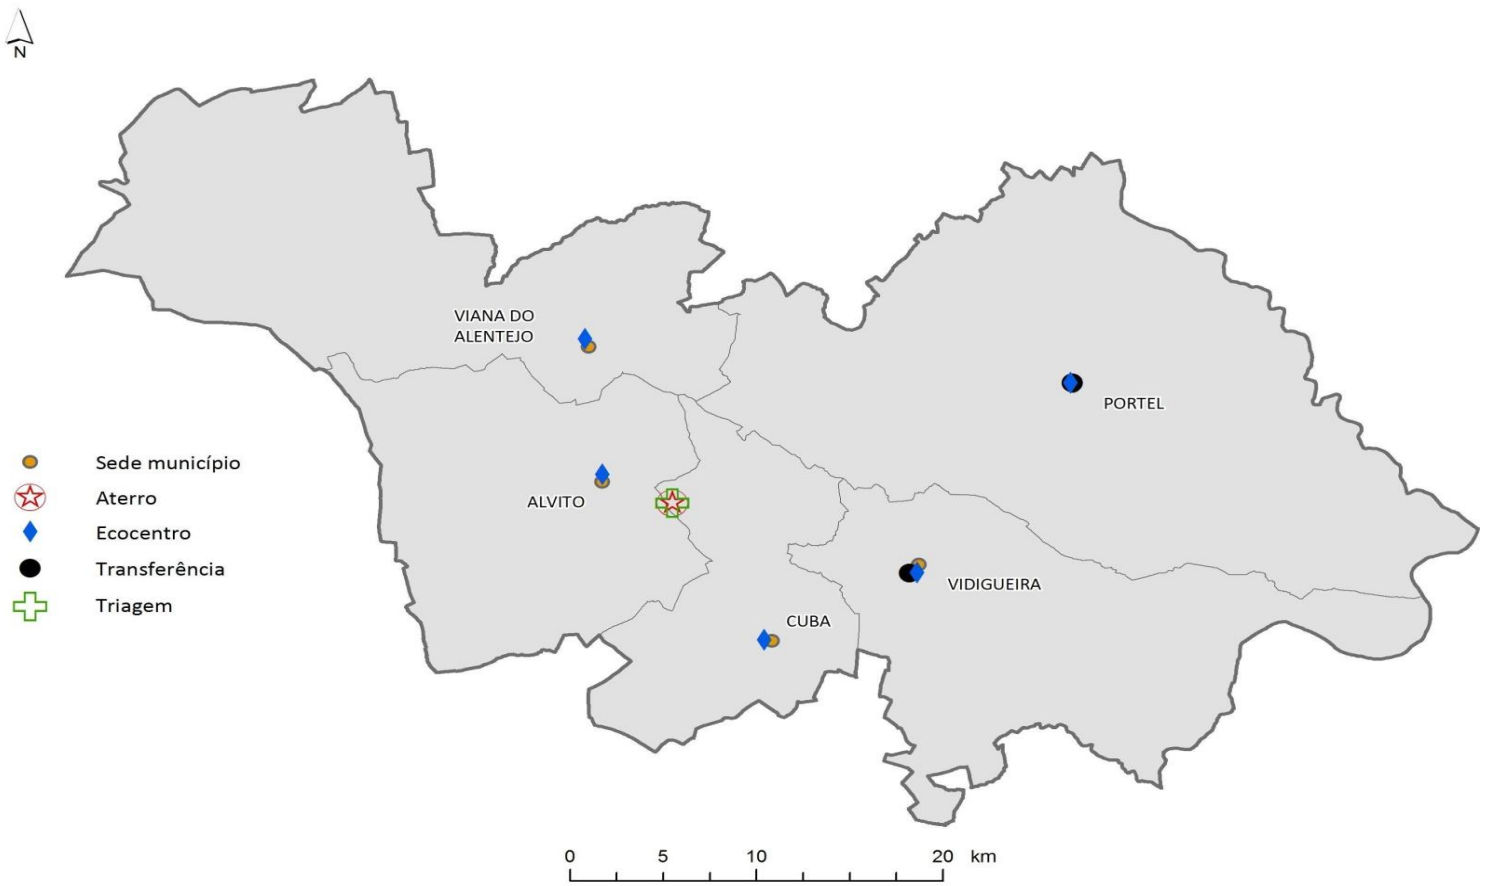 N
VIANA DO
ALENTEJO
PORTEL
ALVITO
VIDIGUEIRA
CUBA
Sede município
Aterro
Ecocentro
Transferência
Triagem
0 5 10 20 km